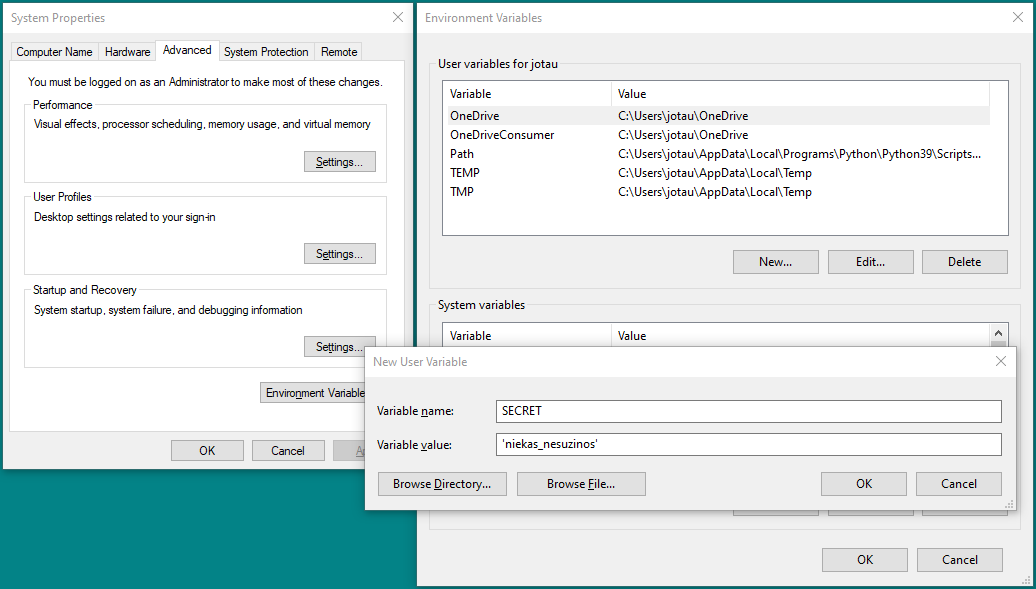 System Properties
Computer Name Hardware Advanced System Protection Remote
You must be logged on as an Administrator to make most of these changes.
Performance
Visual effects, processor scheduling, memory usage, and virtual memory
Settings...
User Profiles
Desktop settings related to your sign-in
Settings...
Startup and Recovery
System startup, system failure, and debugging information
Settings...
Environment Variable
OK Cancel
Environment Variables
User variables for jotau
Variable Value
OneDrive C:\Users\jotau\OneDrive
OneDriveConsumer C:\Users\jotau\OneDrive
Path C:\Users\jotau\AppData\Local\Programs\Python\Python39\Scripts...
TEMP C:\Users\jotau\AppData\Local\Temp
TMP C:\Users\jotau\AppData\Local\Temp
New... Edit... Delete
System variables
Variable Value
New User Variable
Variable name: SECRET
Variable value: 'niekas_nesuzinos'
Browse Directory... Browse File... OK Cancel
OK Cancel